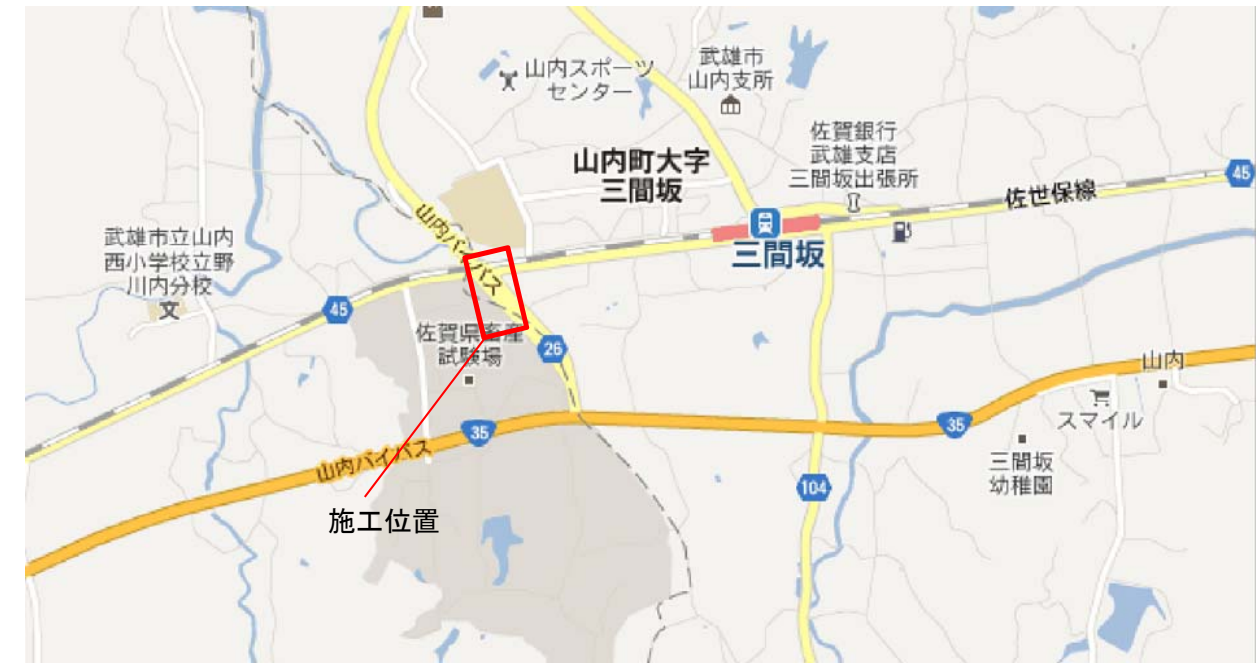 山内スポーツ
センター
武雄市
山内支所
佐賀銀行
武雄支店
三間坂出張所
山内町大字
三間坂
45
佐世保線
山内バイパス
三間坂
武雄市立山内
西小学校立野
川内分校
文
45
佐賀県畜産
試験場
26
山内
スマイル
35
35
山内バイパス
三間坂
幼稚園
104
施工位置